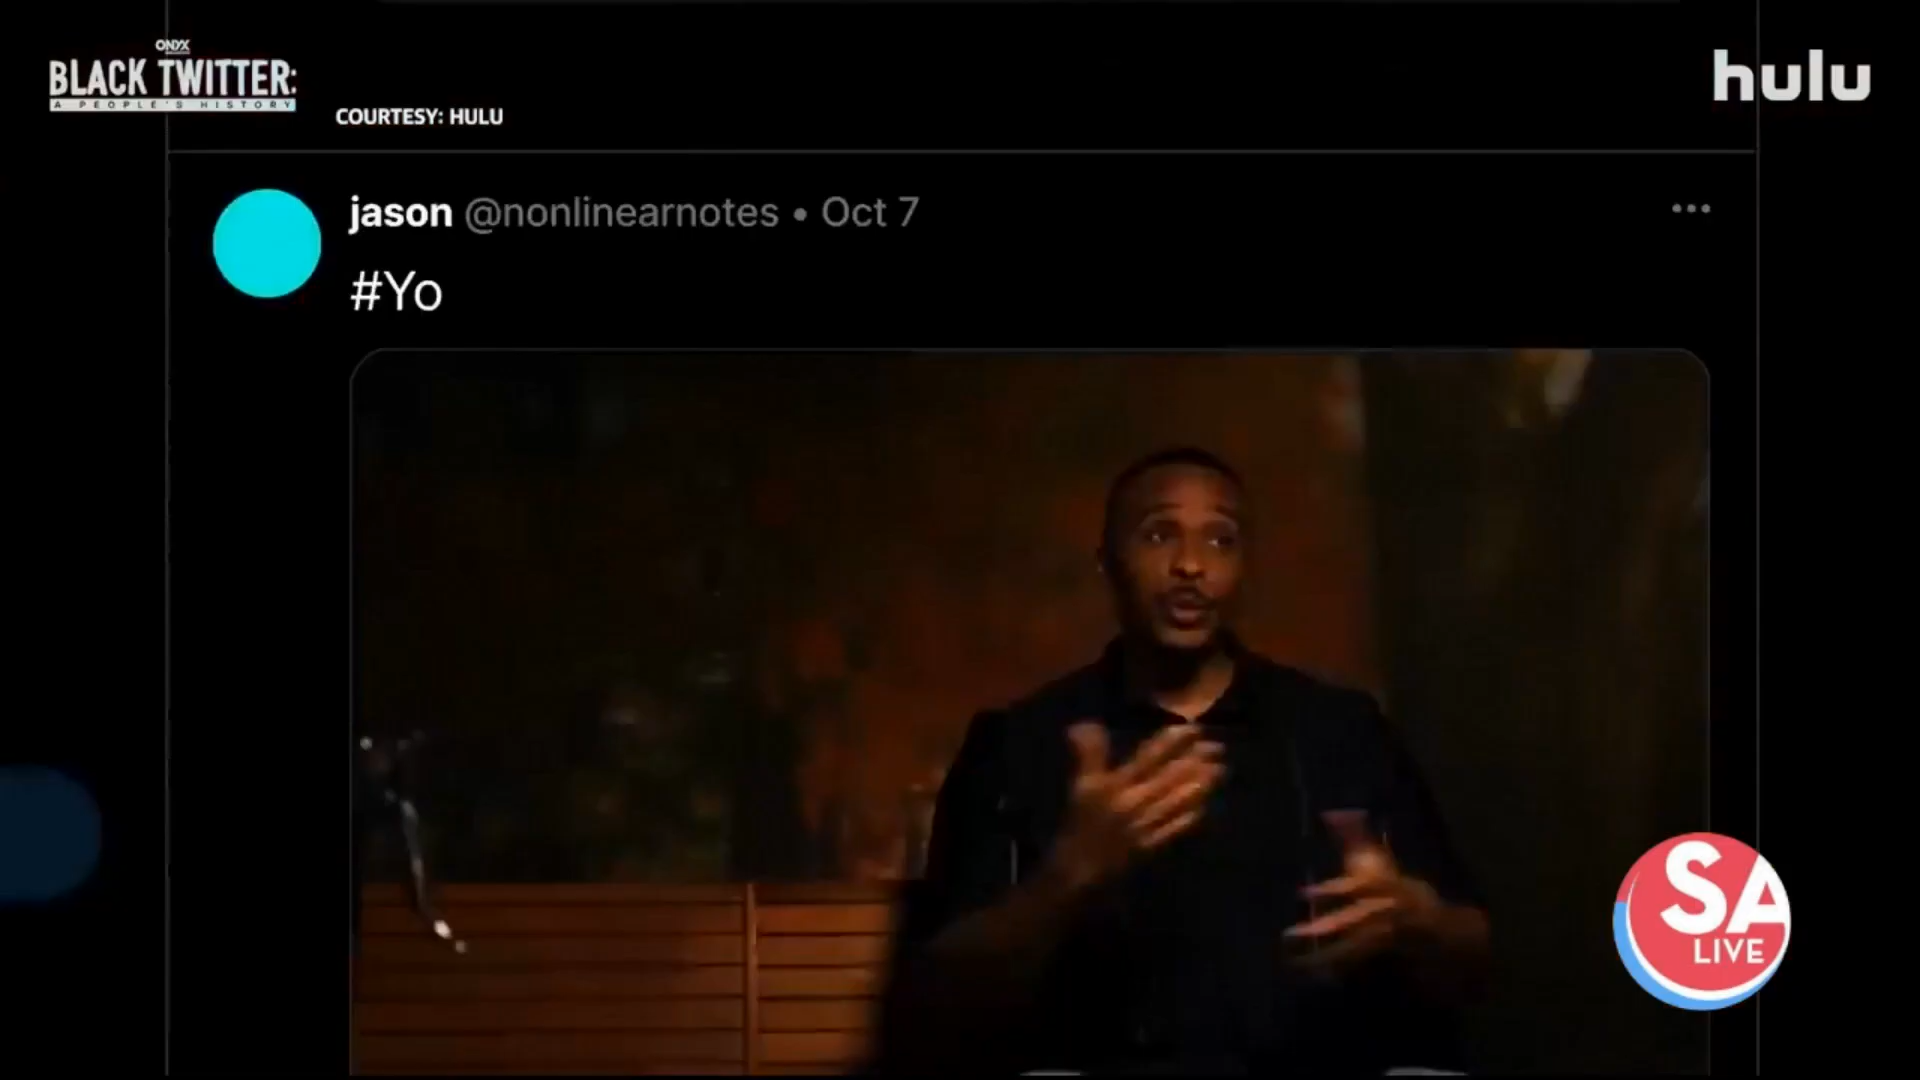 ONYX
BLACK TWITTER:
A PEOPLE'S HISTORY
COURTESY: HULU
hulu
jason @nonlinearnotes • Oct 7
#Yo
SA
LIVE